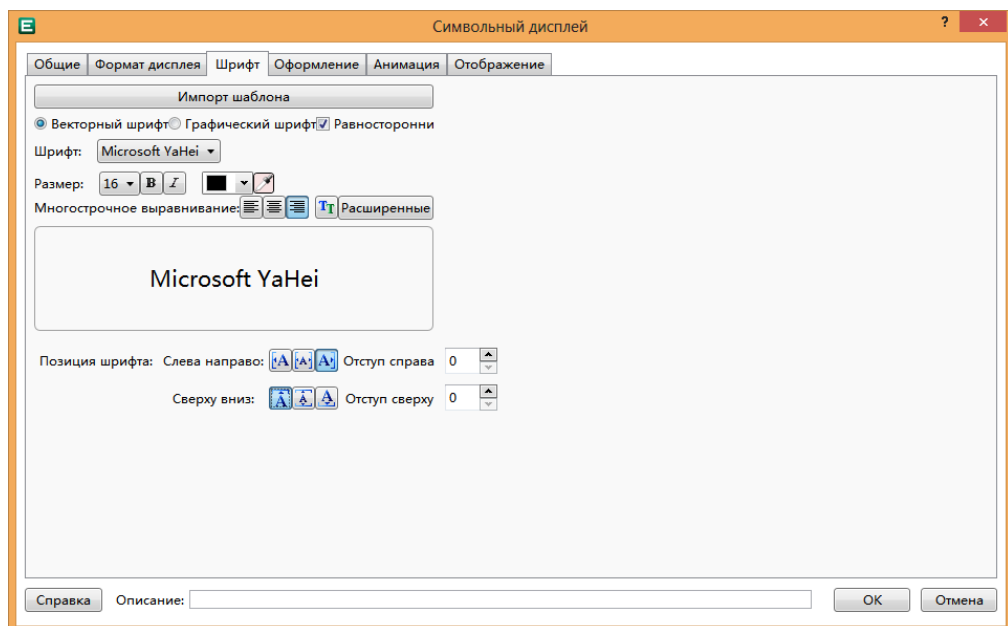 E Символьный дисплей ? ×
Общие Формат дисплея Шрифт Оформление Анимация Отображение
Импорт шаблона
Векторный шрифт Графический шрифт Равносторонни
Шрифт: Microsoft YaHei
Размер: 16 B I
Многострочное выравнивание: TT Расширенные
Microsoft YaHei
Позиция шрифта: Слева направо: A A A Отступ справа 0
Сверху вниз: A A A Отступ сверху 0
Справка Описание: OK Отмена